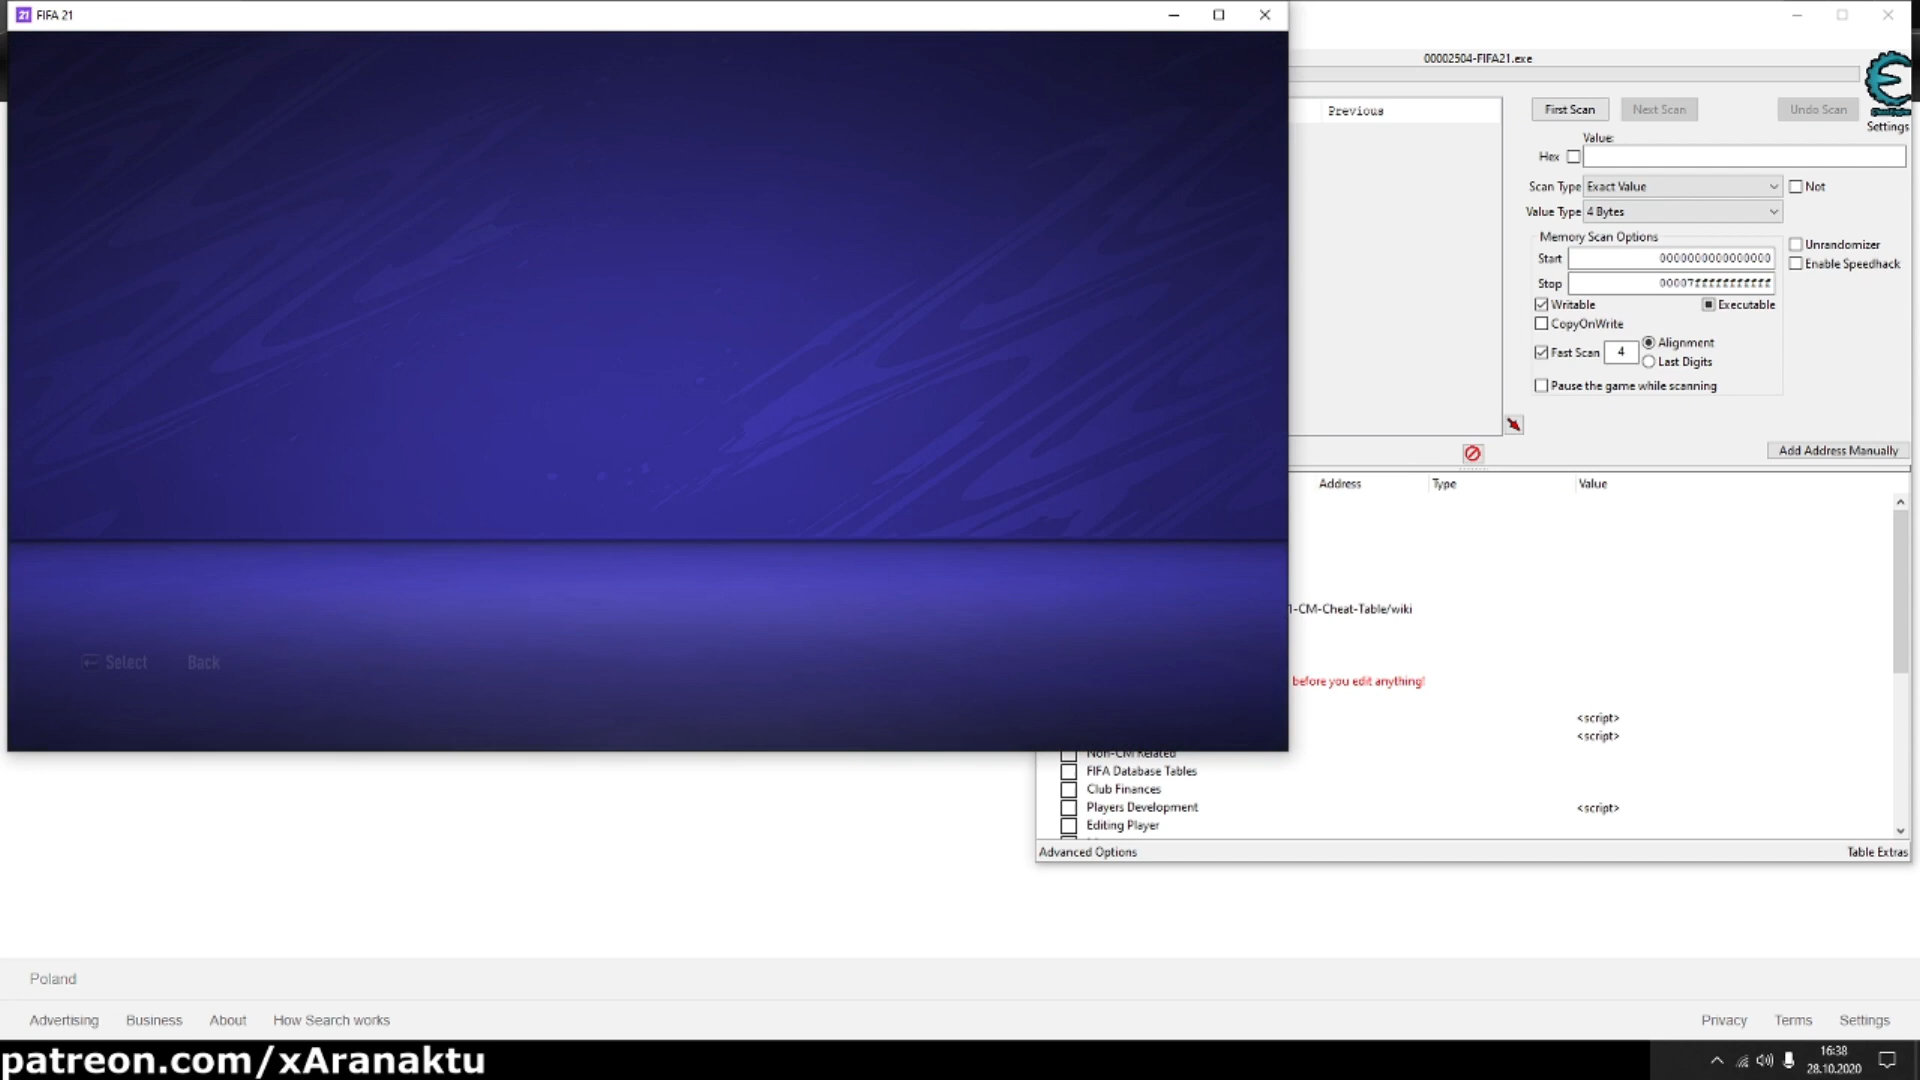 21 FIFA 21
00002504-FIFA21.exe
Previous
First Scan
Next Scan
Undo Scan
Settings
Value:
Hex
Scan Type Exact Value
Not
Value Type 4 Bytes
Memory Scan Options
Unrandomizer
Start 0000000000000000
Enable Speedhack
Stop 00007fffffffffff
Writable
Executable
CopyOnWrite
Fast Scan 4
Alignment
Last Digits
Pause the game while scanning
Add Address Manually
Address
Type
Value
1-CM-Cheat-Table/wiki
Select
Back
before you edit anything!
<script>
<script>
Non-CM Related
FIFA Database Tables
Club Finances
Players Development
<script>
Editing Player
Advanced Options
Table Extras
Poland
Advertising
Business
About
How Search works
Privacy
Terms
Settings
patreon.com/xAranaktu
16:38
28.10.2020